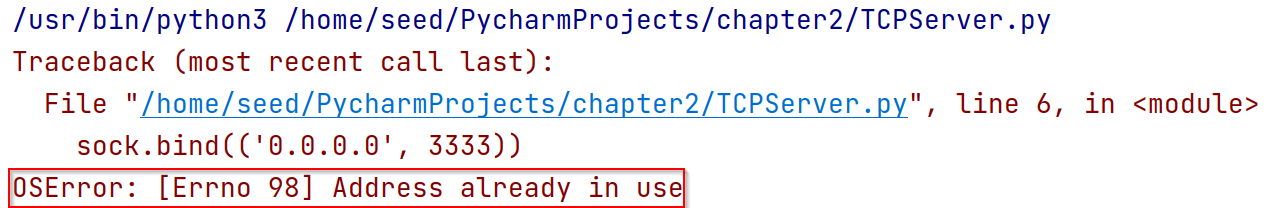 /usr/bin/python3 /home/seed/PycharmProjects/chapter2/TCPServer.py
Traceback (most recent call last):
  File "/home/seed/PycharmProjects/chapter2/TCPServer.py", line 6, in <module>
    sock.bind(('0.0.0.0', 3333))
OSError: [Errno 98] Address already in use